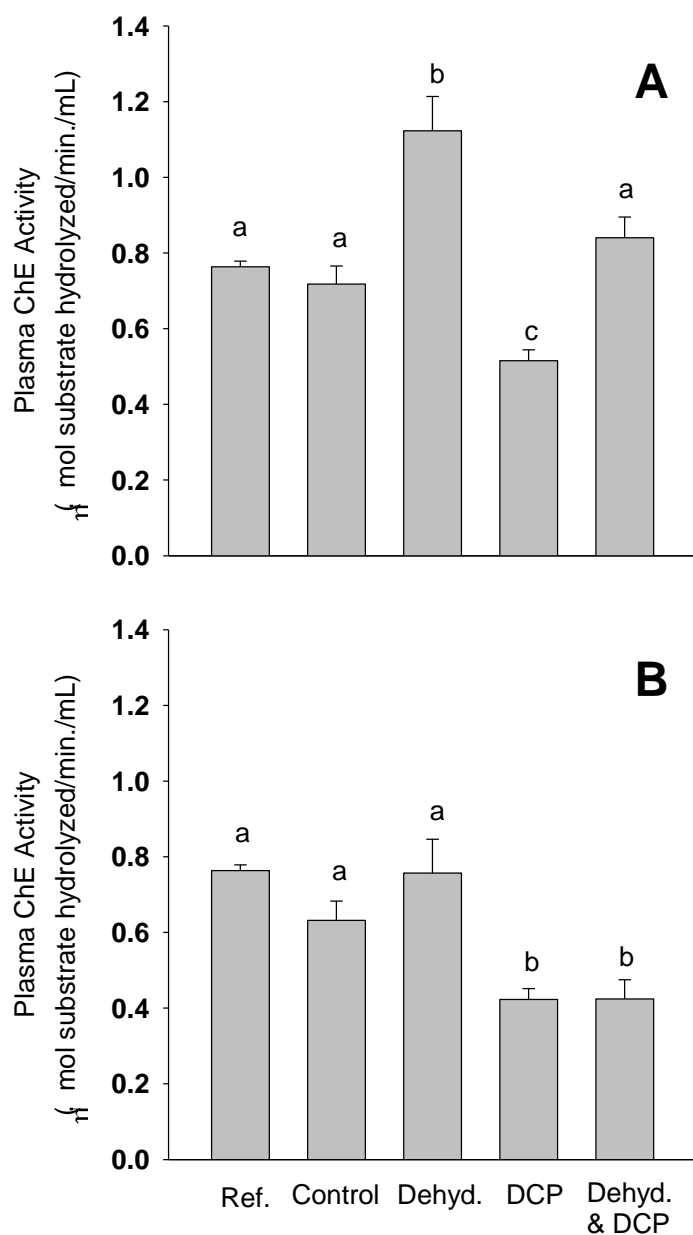 A
Plasma ChE Activity
(μ mol substrate hydrolyzed/min./mL)
1.4
1.2
1.0
0.8
0.6
0.4
0.2
0.0
a
a
b
c
a
B
Plasma ChE Activity
(μ mol substrate hydrolyzed/min./mL)
1.4
1.2
1.0
0.8
0.6
0.4
0.2
0.0
a
a
a
b
b
Ref.
Control
Dehyd.
DCP
Dehyd.
& DCP